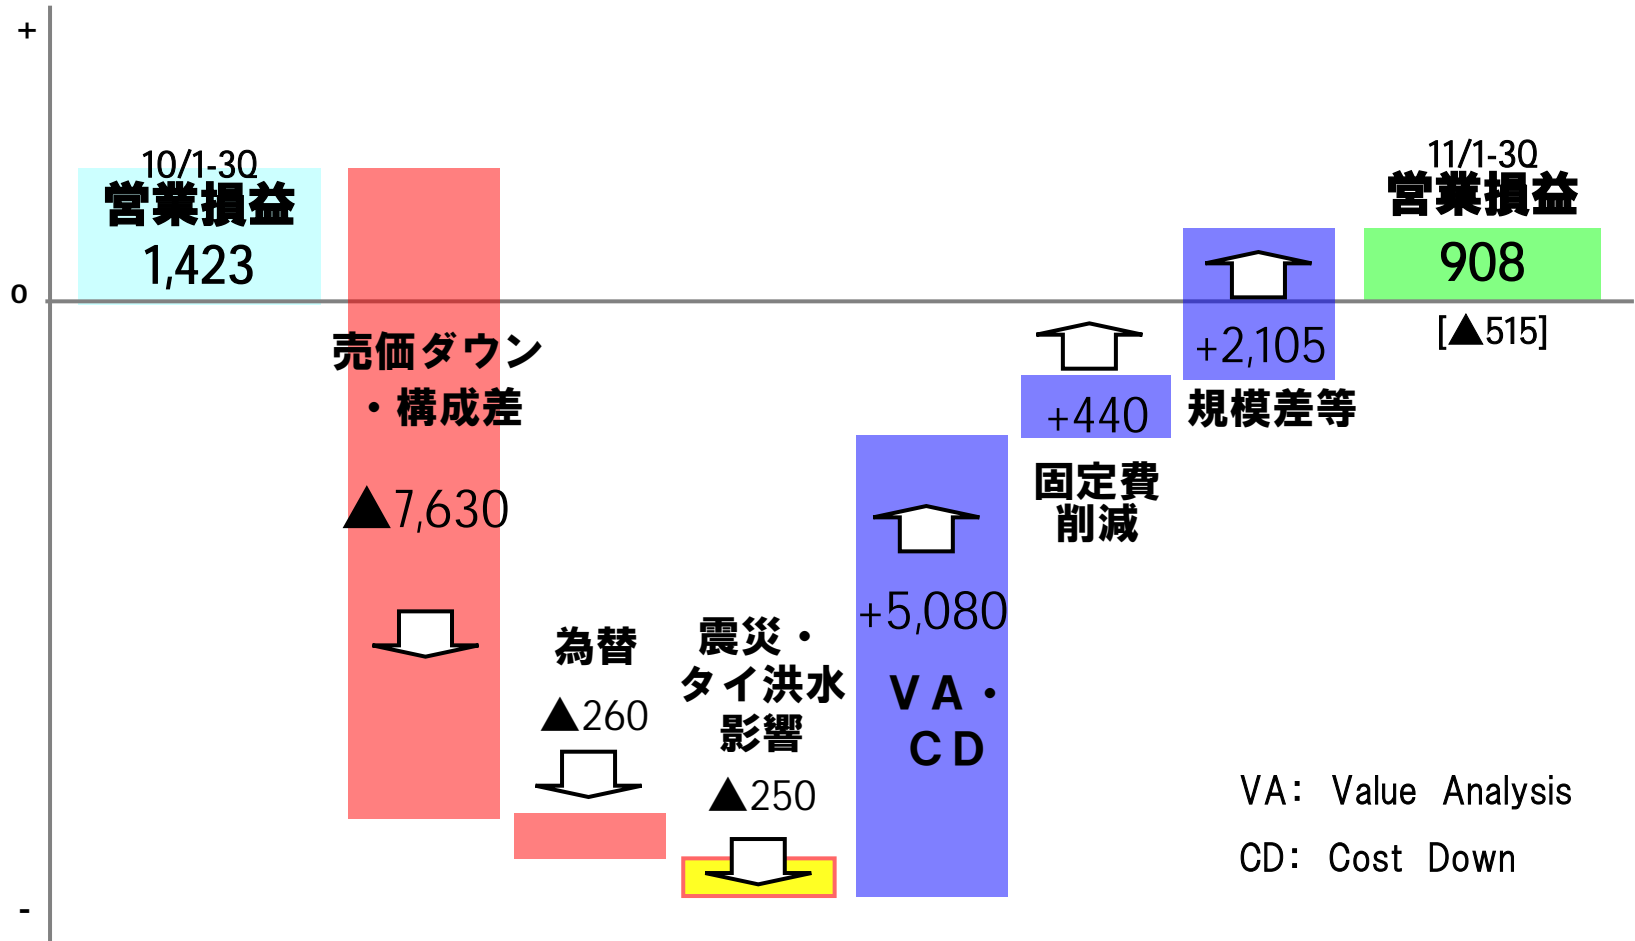 +
10/1-3Q
営業損益
1,423
0
売価ダウン
・構成差
▲7,630
為替
▲260
震災・
タイ洪水
影響
▲250
+5,080
VA・
CD
+440
固定費
削減
+2,105
規模差等
11/1-3Q
営業損益
908
[▲515]
VA: Value Analysis
CD: Cost Down
-